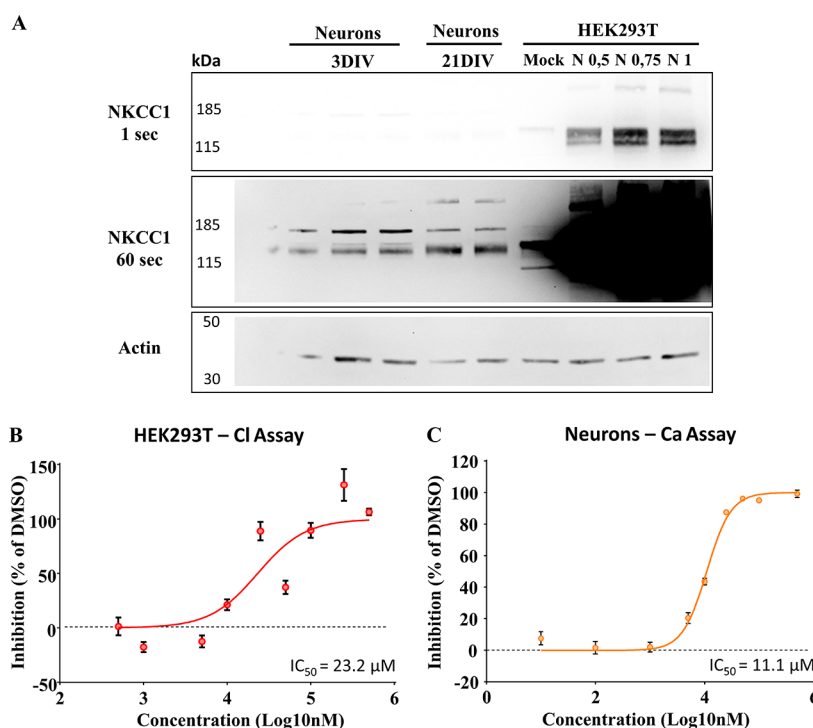 A
Neurons Neurons HEK293T
kDa 3DIV 21DIV Mock N 0,5 N 0,75 N 1
NKCC1
1 sec
185
115
NKCC1
60 sec
185
115
Actin
50
30
B
HEK293T – Cl Assay
Inhibition (% of DMSO)
150
100
50
0
-50
IC50 = 23.2 µM
2 3 4 5 6
Concentration (Log10nM)
C
Neurons – Ca Assay
Inhibition (% of DMSO)
120
100
80
60
40
20
0
-20
IC50 = 11.1 µM
0 2 4 6
Concentration (Log10nM)